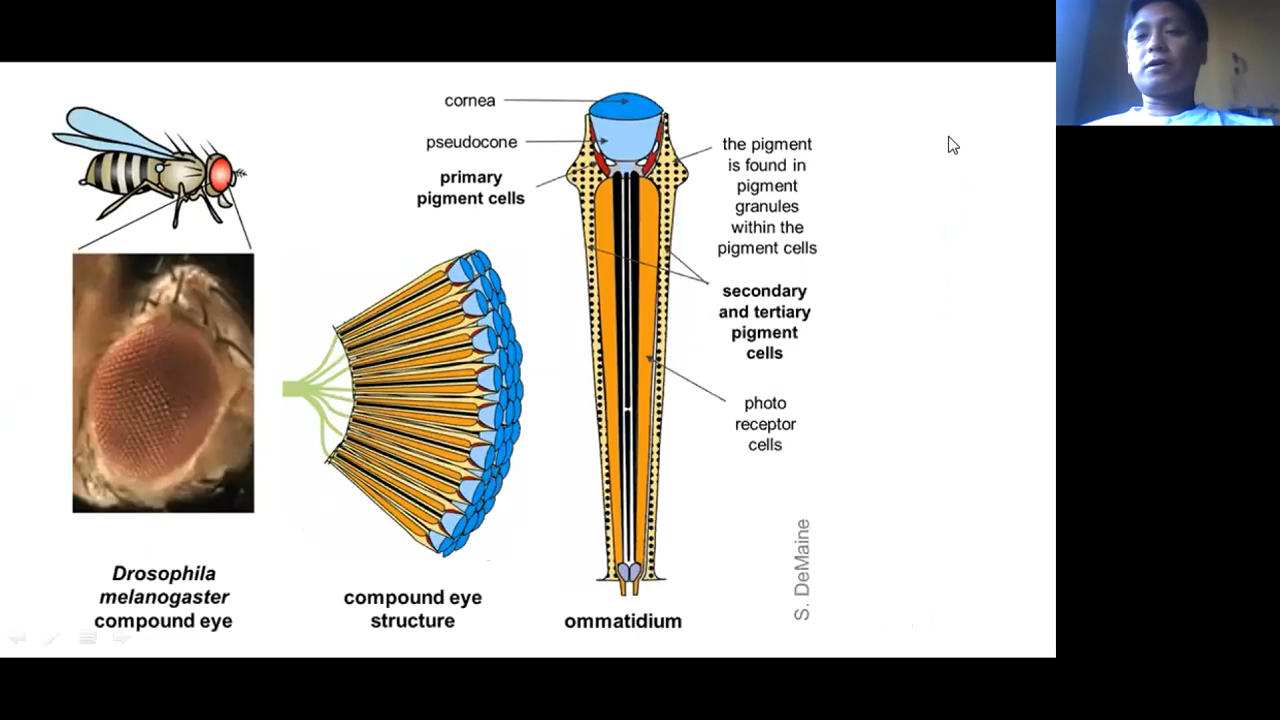 cornea
pseudocone
primary
pigment cells
the pigment
is found in
pigment
granules
within the
pigment cells
secondary
and tertiary
pigment
cells
photo
receptor
cells
Drosophila
melanogaster
compound eye
compound eye
structure
ommatidium
S. DeMaine